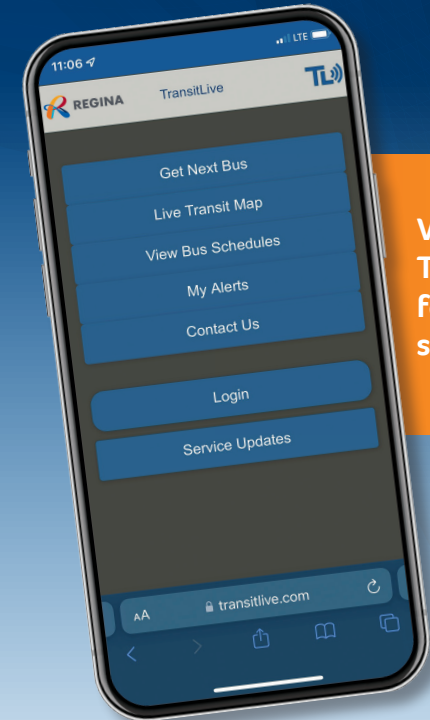 11:06
LTE
REGINA
TransitLive
TL
Get Next Bus
Live Transit Map
View Bus Schedules
My Alerts
Contact Us
Login
Service Updates
AA
transitlive.com